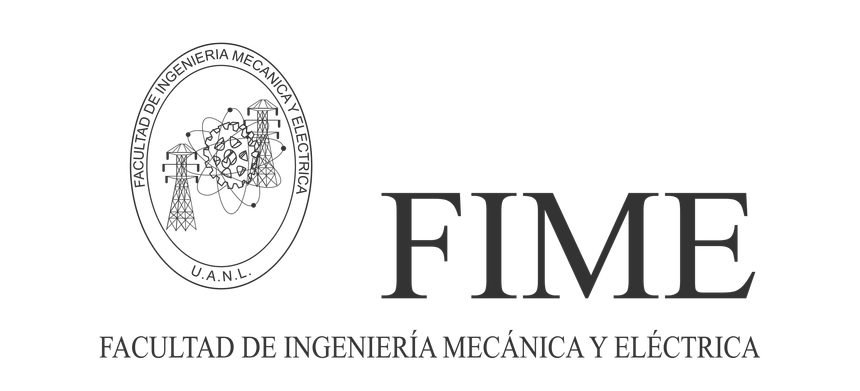 FACULTAD DE INGENIERIA MECANICA Y ELECTRICA
U.A.N.L.
FIME
FACULTAD DE INGENIERÍA MECÁNICA Y ELÉCTRICA